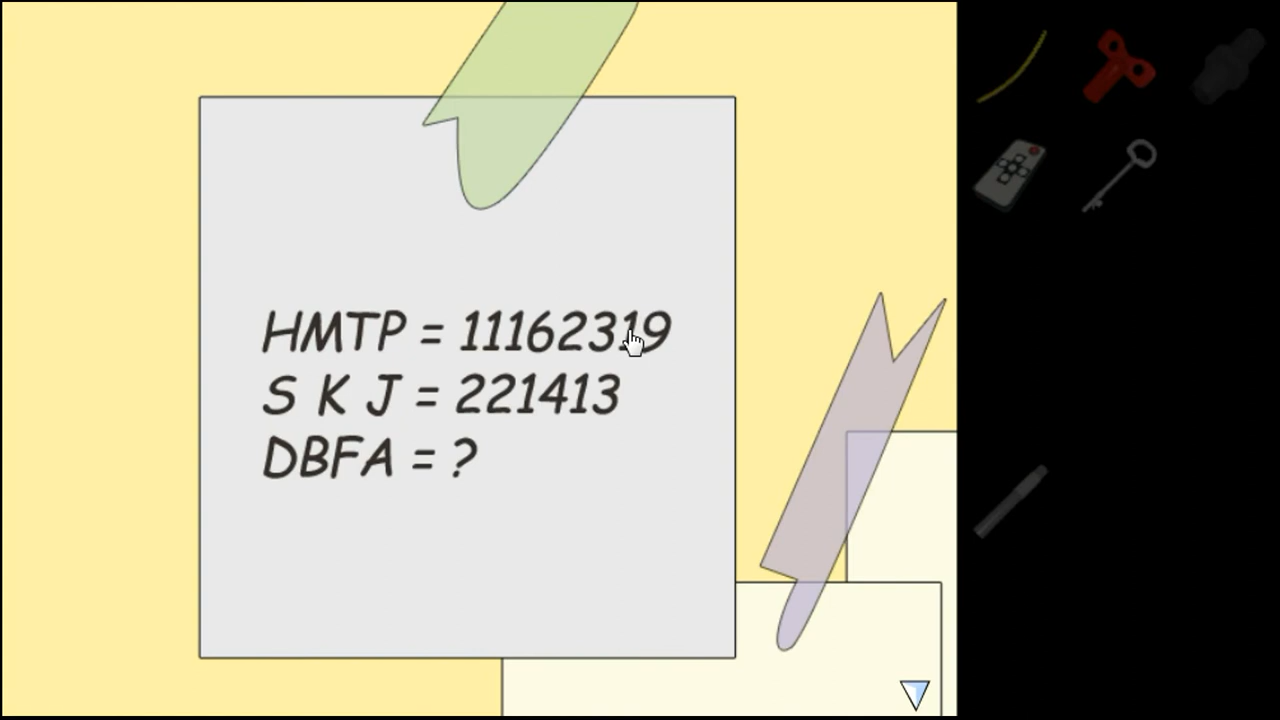 HMTP = 11162319
S K J = 221413
DBFA = ?